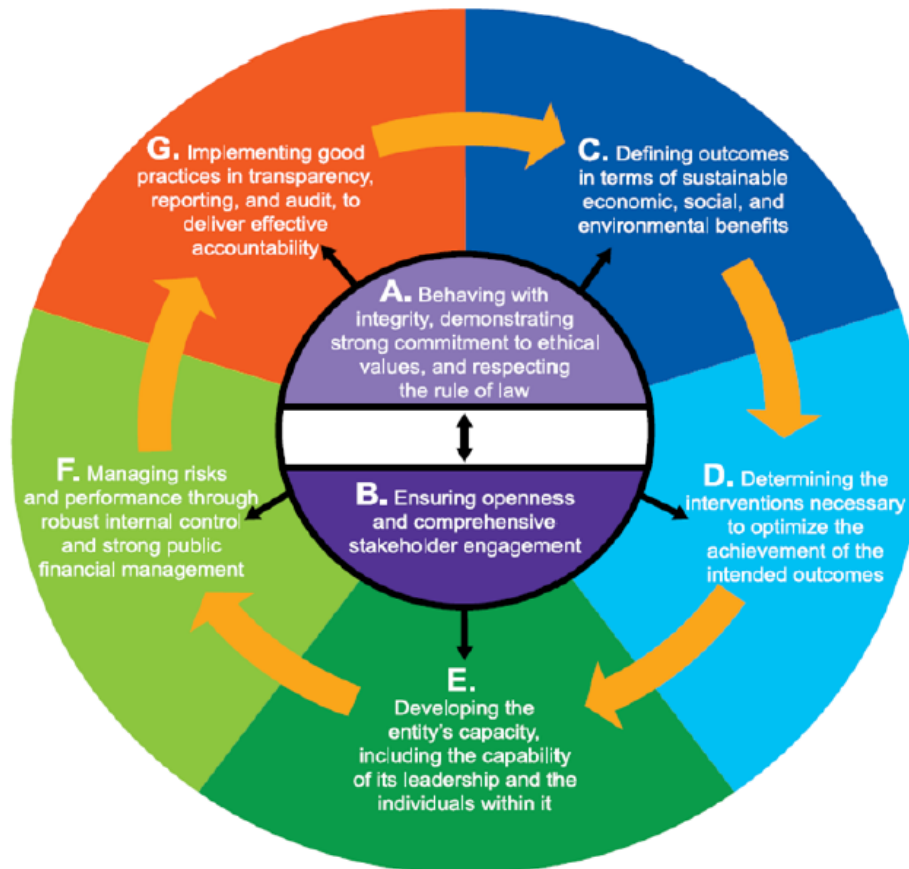 G. Implementing good
practices in transparency,
reporting, and audit, to
deliver effective
accountability
C. Defining outcomes
in terms of sustainable
economic, social, and
environmental benefits
A. Behaving with
integrity, demonstrating
strong commitment to ethical
values, and respecting
the rule of law
B. Ensuring openness
and comprehensive
stakeholder engagement
F. Managing risks
and performance through
robust internal control
and strong public
financial management
D. Determining the
interventions necessary
to optimize the
achievement of the
intended outcomes
E.
Developing the
entity's capacity,
including the capability
of its leadership and the
individuals within it